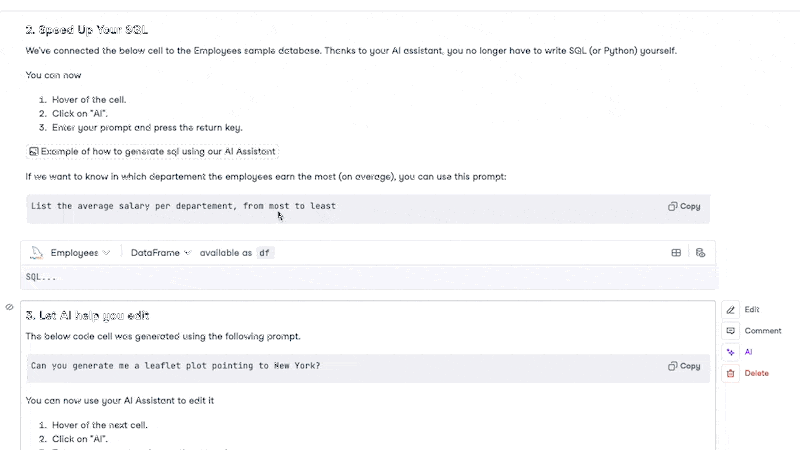 2. Speed Up Your SQL
We've connected the below cell to the Employees sample database. Thanks to your AI assistant, you no longer have to write SQL (or Python) yourself.
You can now
1. Hover of the cell.
2. Click on "AI".
3. Enter your prompt and press the return key.
Example of how to generate sql using our AI Assistant
If we want to know in which departement the employees earn the most (on average), you can use this prompt:
List the average salary per departement, from most to least
Copy
Employees DataFrame available as df
SQL...
3. Let AI help you edit
The below code cell was generated using the following prompt.
Can you generate me a leaflet plot pointing to New York?
Copy
You can now use your AI Assistant to edit it
1. Hover of the next cell.
2. Click on "AI".
Edit
Comment
AI
Delete